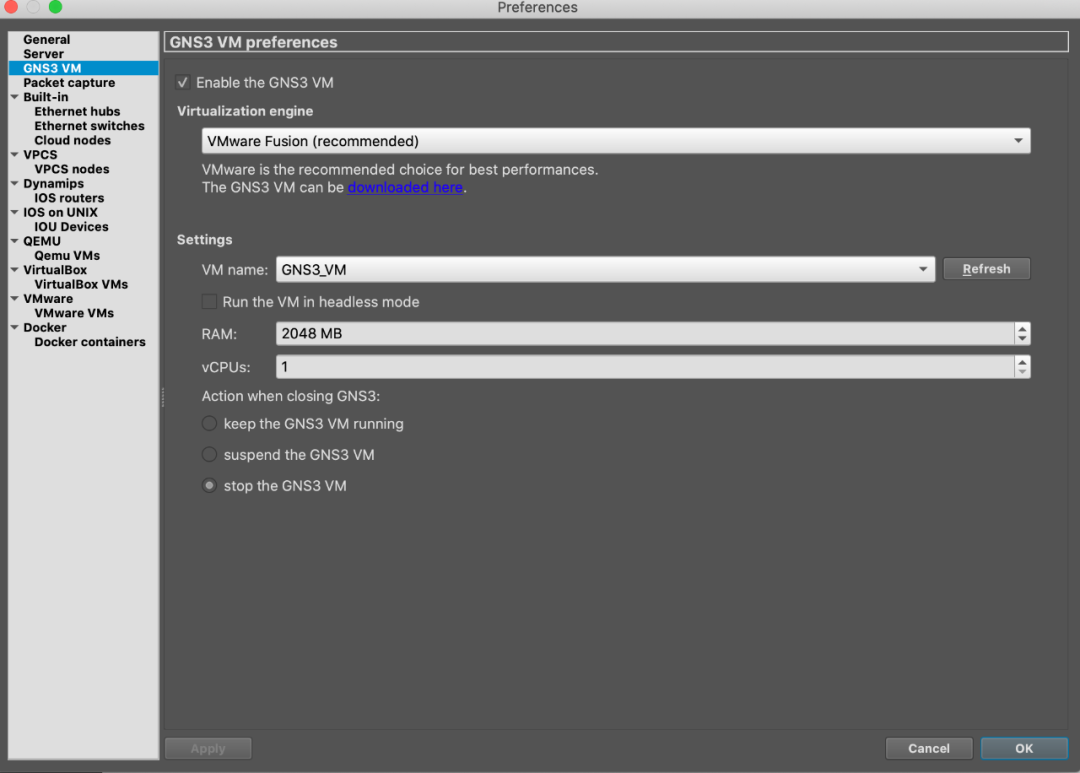 Preferences
General
Server
GNS3 VM
Packet capture
Built-in
Ethernet hubs
Ethernet switches
Cloud nodes
VPCS
VPCS nodes
Dynamips
IOS routers
IOS on UNIX
IOU Devices
QEMU
Qemu VMs
VirtualBox
VirtualBox VMs
VMware
VMware VMs
Docker
Docker containers
GNS3 VM preferences
Enable the GNS3 VM
Virtualization engine
VMware Fusion (recommended)
VMware is the recommended choice for best performances.
The GNS3 VM can be downloaded here.
Settings
VM name: GNS3_VM Refresh
Run the VM in headless mode
RAM: 2048 MB
vCPUs: 1
Action when closing GNS3:
keep the GNS3 VM running
suspend the GNS3 VM
stop the GNS3 VM
Apply Cancel OK